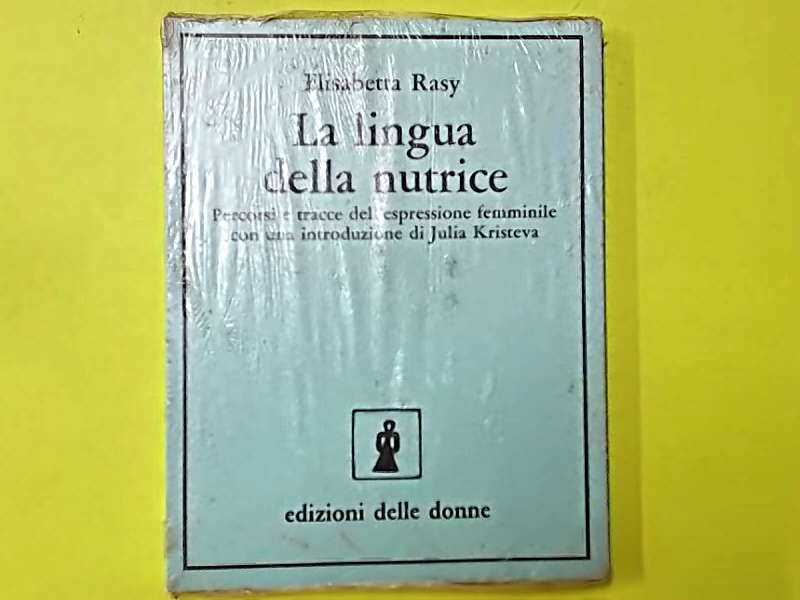 Elisabetta Rasy
La lingua
della nutrice
Percorsi e tracce dell'espressione femminile
con una introduzione di Julia Kristeva
edizioni delle donne